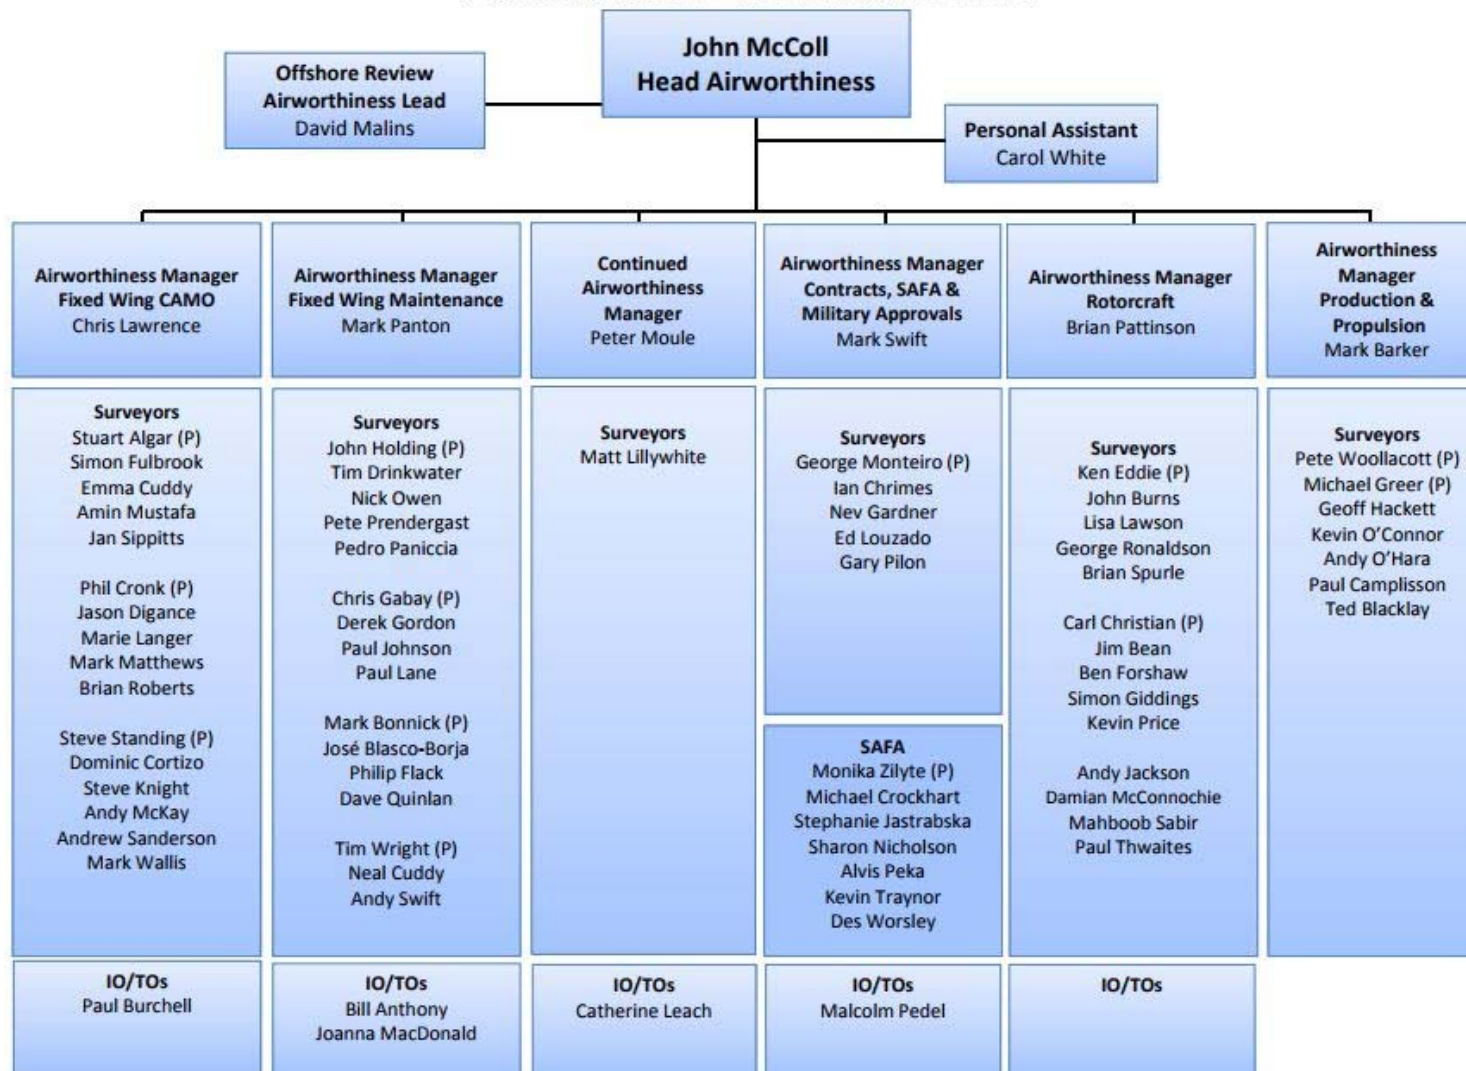 John McColl
Head Airworthiness
Offshore Review
Airworthiness Lead
David Malins
Personal Assistant
Carol White
Airworthiness Manager
Fixed Wing CAMO
Chris Lawrence
Airworthiness Manager
Fixed Wing Maintenance
Mark Panton
Continued
Airworthiness
Manager
Peter Moule
Airworthiness Manager
Contracts, SAFA &
Military Approvals
Mark Swift
Airworthiness Manager
Rotorcraft
Brian Pattinson
Airworthiness
Manager
Production &
Propulsion
Mark Barker
Surveyors
Stuart Algar (P)
Simon Fulbrook
Emma Cuddy
Amin Mustafa
Jan Sippitts
Phil Cronk (P)
Jason Digance
Marie Langer
Mark Matthews
Brian Roberts
Steve Standing (P)
Dominic Cortizo
Steve Knight
Andy McKay
Andrew Sanderson
Mark Wallis
Surveyors
John Holding (P)
Tim Drinkwater
Nick Owen
Pete Prendergast
Pedro Paniccia
Chris Gabay (P)
Derek Gordon
Paul Johnson
Paul Lane
Mark Bonnick (P)
José Blasco-Borja
Philip Flack
Dave Quinlan
Tim Wright (P)
Neal Cuddy
Andy Swift
Surveyors
Matt Lillywhite
Surveyors
George Monteiro (P)
Ian Chrimes
Nev Gardner
Ed Louzado
Gary Pilon
SAFA
Monika Zilyte (P)
Michael Crockhart
Stephanie Jastrabska
Sharon Nicholson
Alvis Peka
Kevin Traynor
Des Worsley
Surveyors
Ken Eddie (P)
John Burns
Lisa Lawson
George Ronaldson
Brian Spurle
Carl Christian (P)
Jim Bean
Ben Forshaw
Simon Giddings
Kevin Price
Andy Jackson
Damian McConnochie
Mahboob Sabir
Paul Thwaites
Surveyors
Pete Woollacott (P)
Michael Greer (P)
Geoff Hackett
Kevin O’Connor
Andy O’Hara
Paul Camplisson
Ted Blacklay
IO/TOs
Paul Burchell
IO/TOs
Bill Anthony
Joanna MacDonald
IO/TOs
Catherine Leach
IO/TOs
Malcolm Pedel
IO/TOs